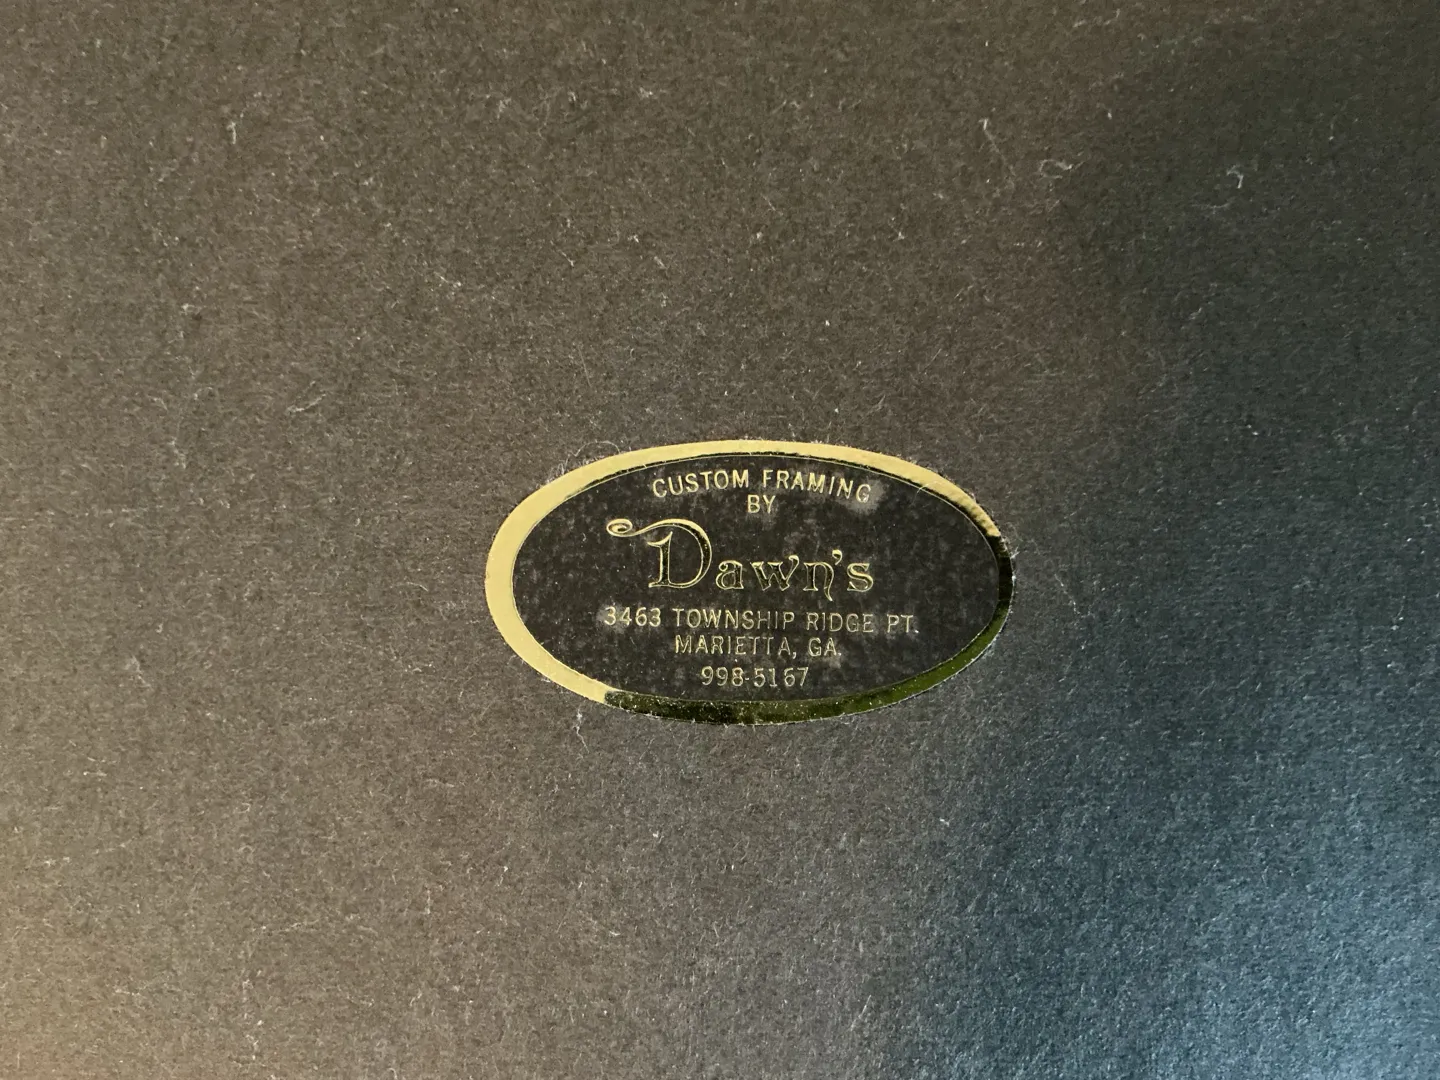 CUSTOM FRAMING
BY
Dawn's
3463 TOWNSHIP RIDGE PT.
MARIETTA, GA.
998-5167